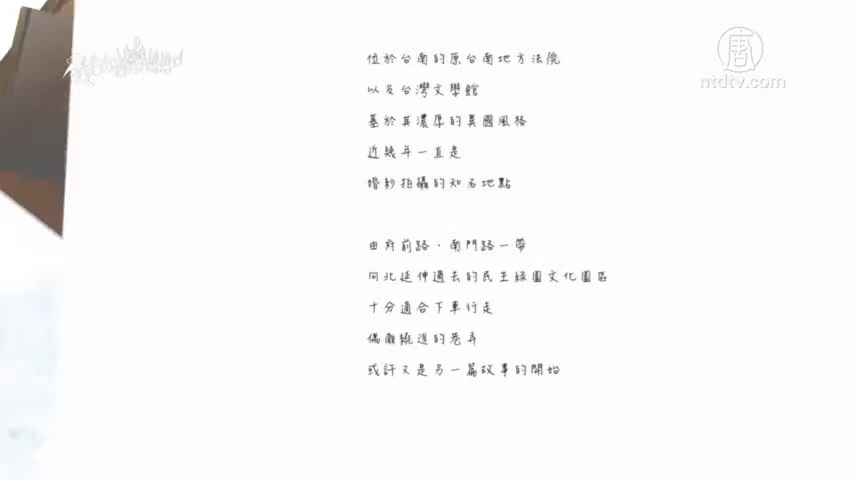 唐
ntdtv.com
位於台南的原台南地方法院
以及台灣文學館
基於其濃厚的異國風格
近幾年一直是
婚紗拍攝的知名地點
由府前路、南門路一帶
向北延伸過去的民生綠園文化園區
十分適合下車行走
偶爾繞進的巷弄
或許又是另一篇故事的開始